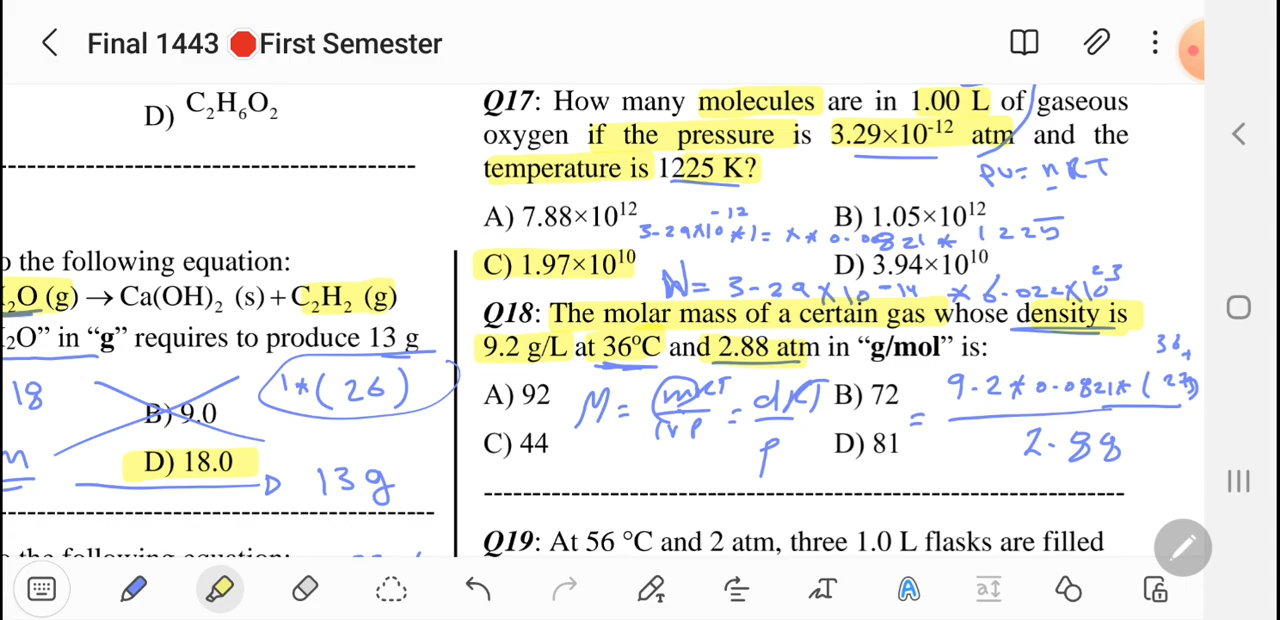 Final 1443 🛑First Semester
D) C₂H₆O₂
o the following equation:
₂O (g) → Ca(OH)₂ (s) + C₂H₂ (g)
₂O” in “g” requires to produce 13 g
18
1*(26)
B) 9.0
D) 18.0
13g
Q17: How many molecules are in 1.00 L of gaseous
oxygen if the pressure is 3.29×10⁻¹² atm and the
temperature is 1225 K?
PV = nRT
A) 7.88×10¹² B) 1.05×10¹²
3.29*10⁻¹² *1 = x * 0.0821 * 1225
C) 1.97×10¹⁰ D) 3.94×10¹⁰
N = 3.29×10⁻¹⁴ * 6.022×10²³
Q18: The molar mass of a certain gas whose density is
9.2 g/L at 36°C and 2.88 atm in “g/mol” is:
A) 92 B) 72
M = mRT/VP = dRT/P = 9.2*0.0821*(36+273)/2.88
C) 44 D) 81
Q19: At 56 °C and 2 atm, three 1.0 L flasks are filled